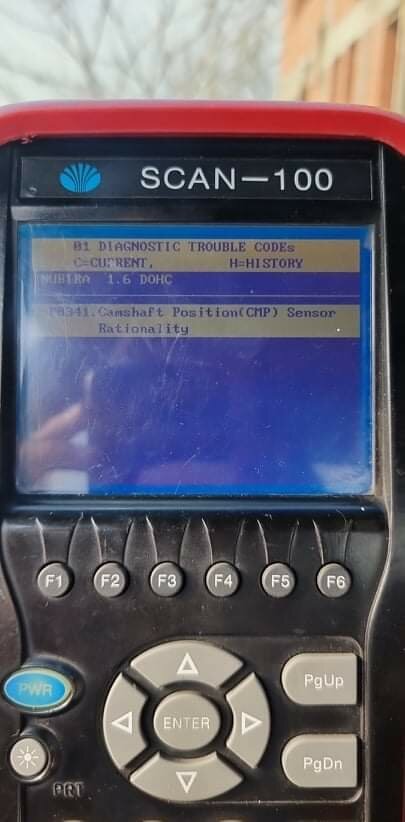 SCAN-100
01 DIAGNOSTIC TROUBLE CODEs
C=CURRENT, H=HISTORY
NUBIRA 1.6 DOHC
P0341.Camshaft Position(CMP) Sensor
Rationality
F1 F2 F3 F4 F5 F6
PWR
ENTER
PgUp
PgDn
PRT